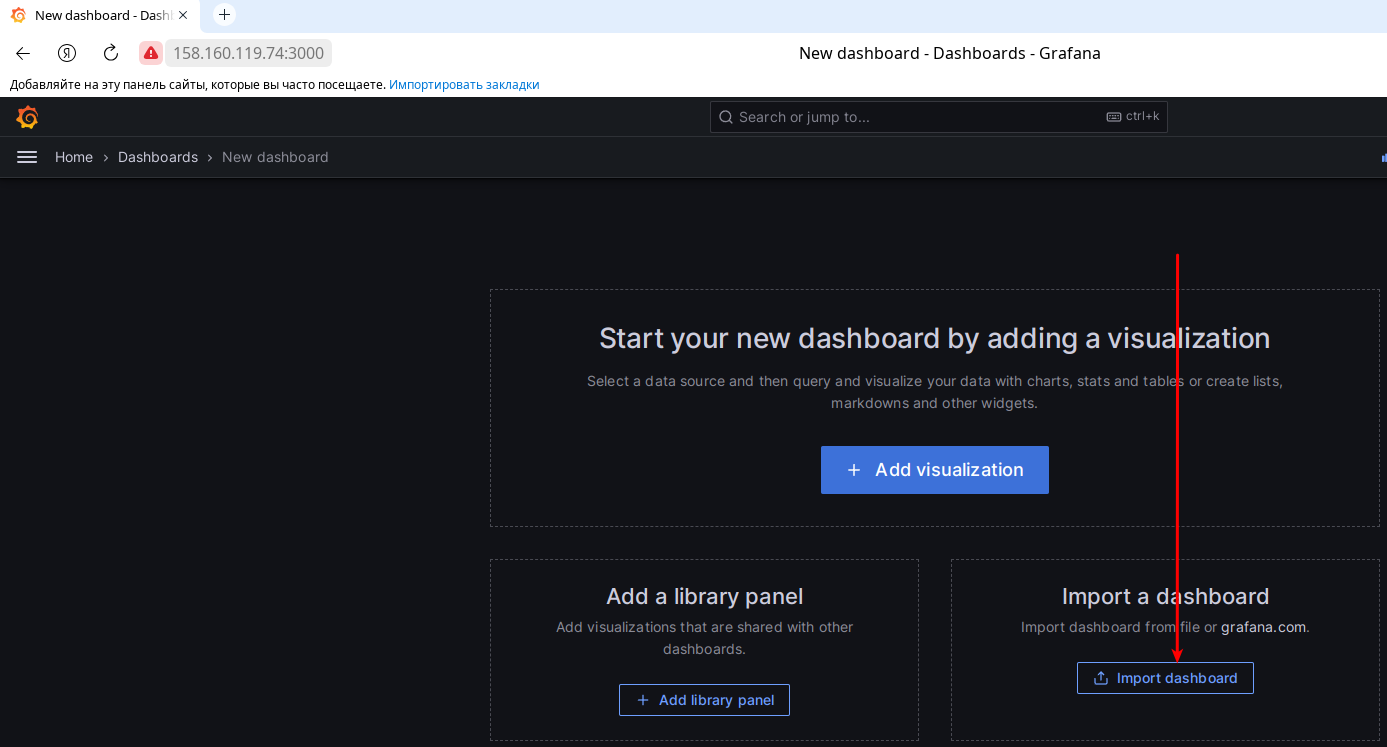 New dashboard - Dash
158.160.119.74:3000
New dashboard - Dashboards - Grafana
Добавляйте на эту панель сайты, которые вы часто посещаете. Импортировать закладки
Search or jump to...
ctrl+k
Home › Dashboards › New dashboard
Start your new dashboard by adding a visualization
Select a data source and then query and visualize your data with charts, stats and tables or create lists,
markdowns and other widgets.
+ Add visualization
Add a library panel
Add visualizations that are shared with other
dashboards.
+ Add library panel
Import a dashboard
Import dashboard from file or grafana.com.
Import dashboard